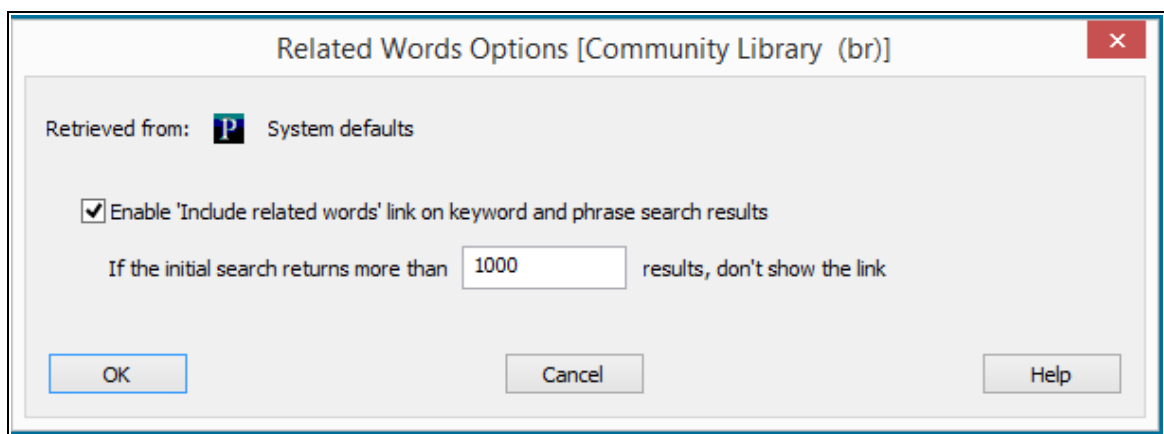 Related Words Options [Community Library (br)]
×
Retrieved from: P System defaults
Enable 'Include related words' link on keyword and phrase search results
If the initial search returns more than 1000 results, don't show the link
OK Cancel Help